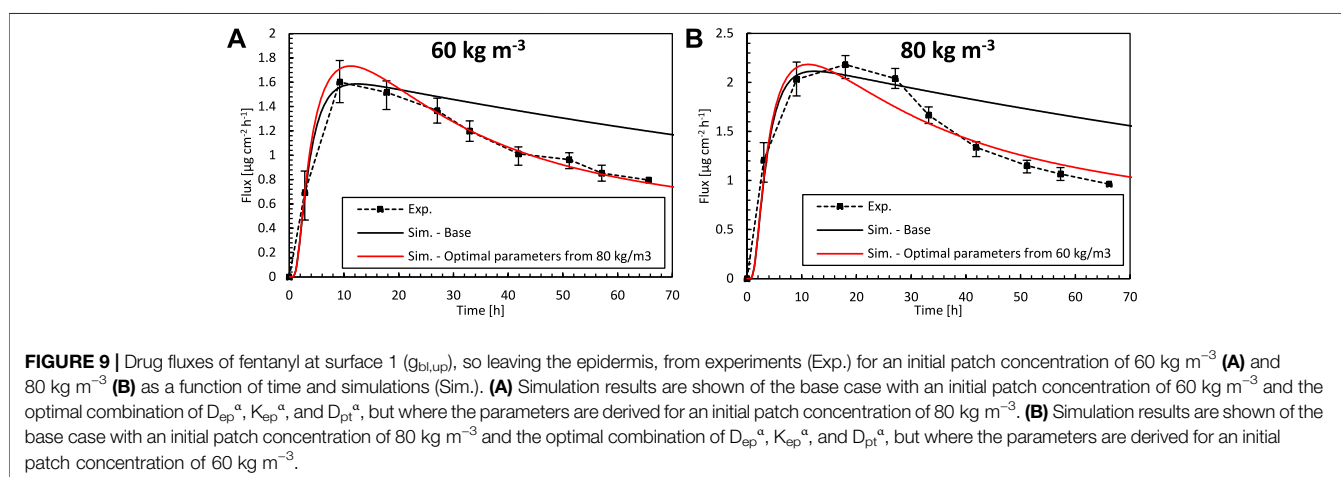 A
60 kg m⁻³
2
1.8
1.6
1.4
1.2
1
0.8
0.6
0.4
0.2
0
Flux [µg cm⁻² h⁻¹]
Exp.
Sim. - Base
Sim. - Optimal parameters from 80 kg/m3
0 10 20 30 40 50 60 70
Time [h]
B
80 kg m⁻³
2.5
2
1.5
1
0.5
0
Flux [µg cm⁻² h⁻¹]
Exp.
Sim. - Base
Sim. - Optimal parameters from 60 kg/m3
0 10 20 30 40 50 60 70
Time [h]
FIGURE 9 | Drug fluxes of fentanyl at surface 1 (g_bl,up), so leaving the epidermis, from experiments (Exp.) for an initial patch concentration of 60 kg m⁻³ (A) and
80 kg m⁻³ (B) as a function of time and simulations (Sim.). (A) Simulation results are shown of the base case with an initial patch concentration of 60 kg m⁻³ and the
optimal combination of D_ep^α, K_ep^α, and D_pt^α, but where the parameters are derived for an initial patch concentration of 80 kg m⁻³. (B) Simulation results are shown of the
base case with an initial patch concentration of 80 kg m⁻³ and the optimal combination of D_ep^α, K_ep^α, and D_pt^α, but where the parameters are derived for an initial
patch concentration of 60 kg m⁻³.